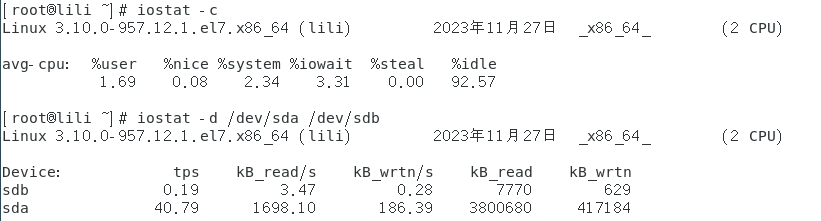 [root@lili ~]# iostat -c
Linux 3.10.0-957.12.1.el7.x86_64 (lili) 2023年11月27日 _x86_64_ (2 CPU)
avg-cpu: %user %nice %system %iowait %steal %idle
1.69 0.08 2.34 3.31 0.00 92.57
[root@lili ~]# iostat -d /dev/sda /dev/sdb
Linux 3.10.0-957.12.1.el7.x86_64 (lili) 2023年11月27日 _x86_64_ (2 CPU)
Device: tps kB_read/s kB_wrtn/s kB_read kB_wrtn
sdb 0.19 3.47 0.28 7770 629
sda 40.79 1698.10 186.39 3800680 417184